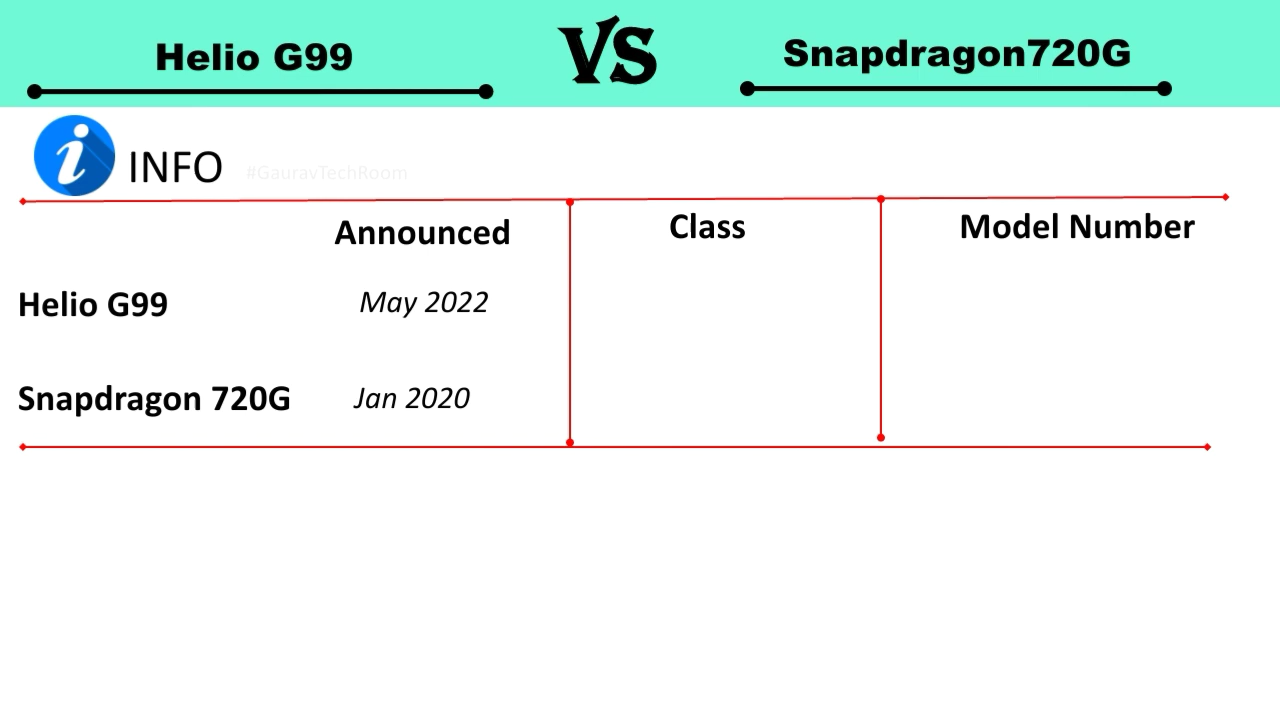 Helio G99 VS Snapdragon720G
INFO #GauravTechRoom
Announced Class Model Number
Helio G99 May 2022
Snapdragon 720G Jan 2020